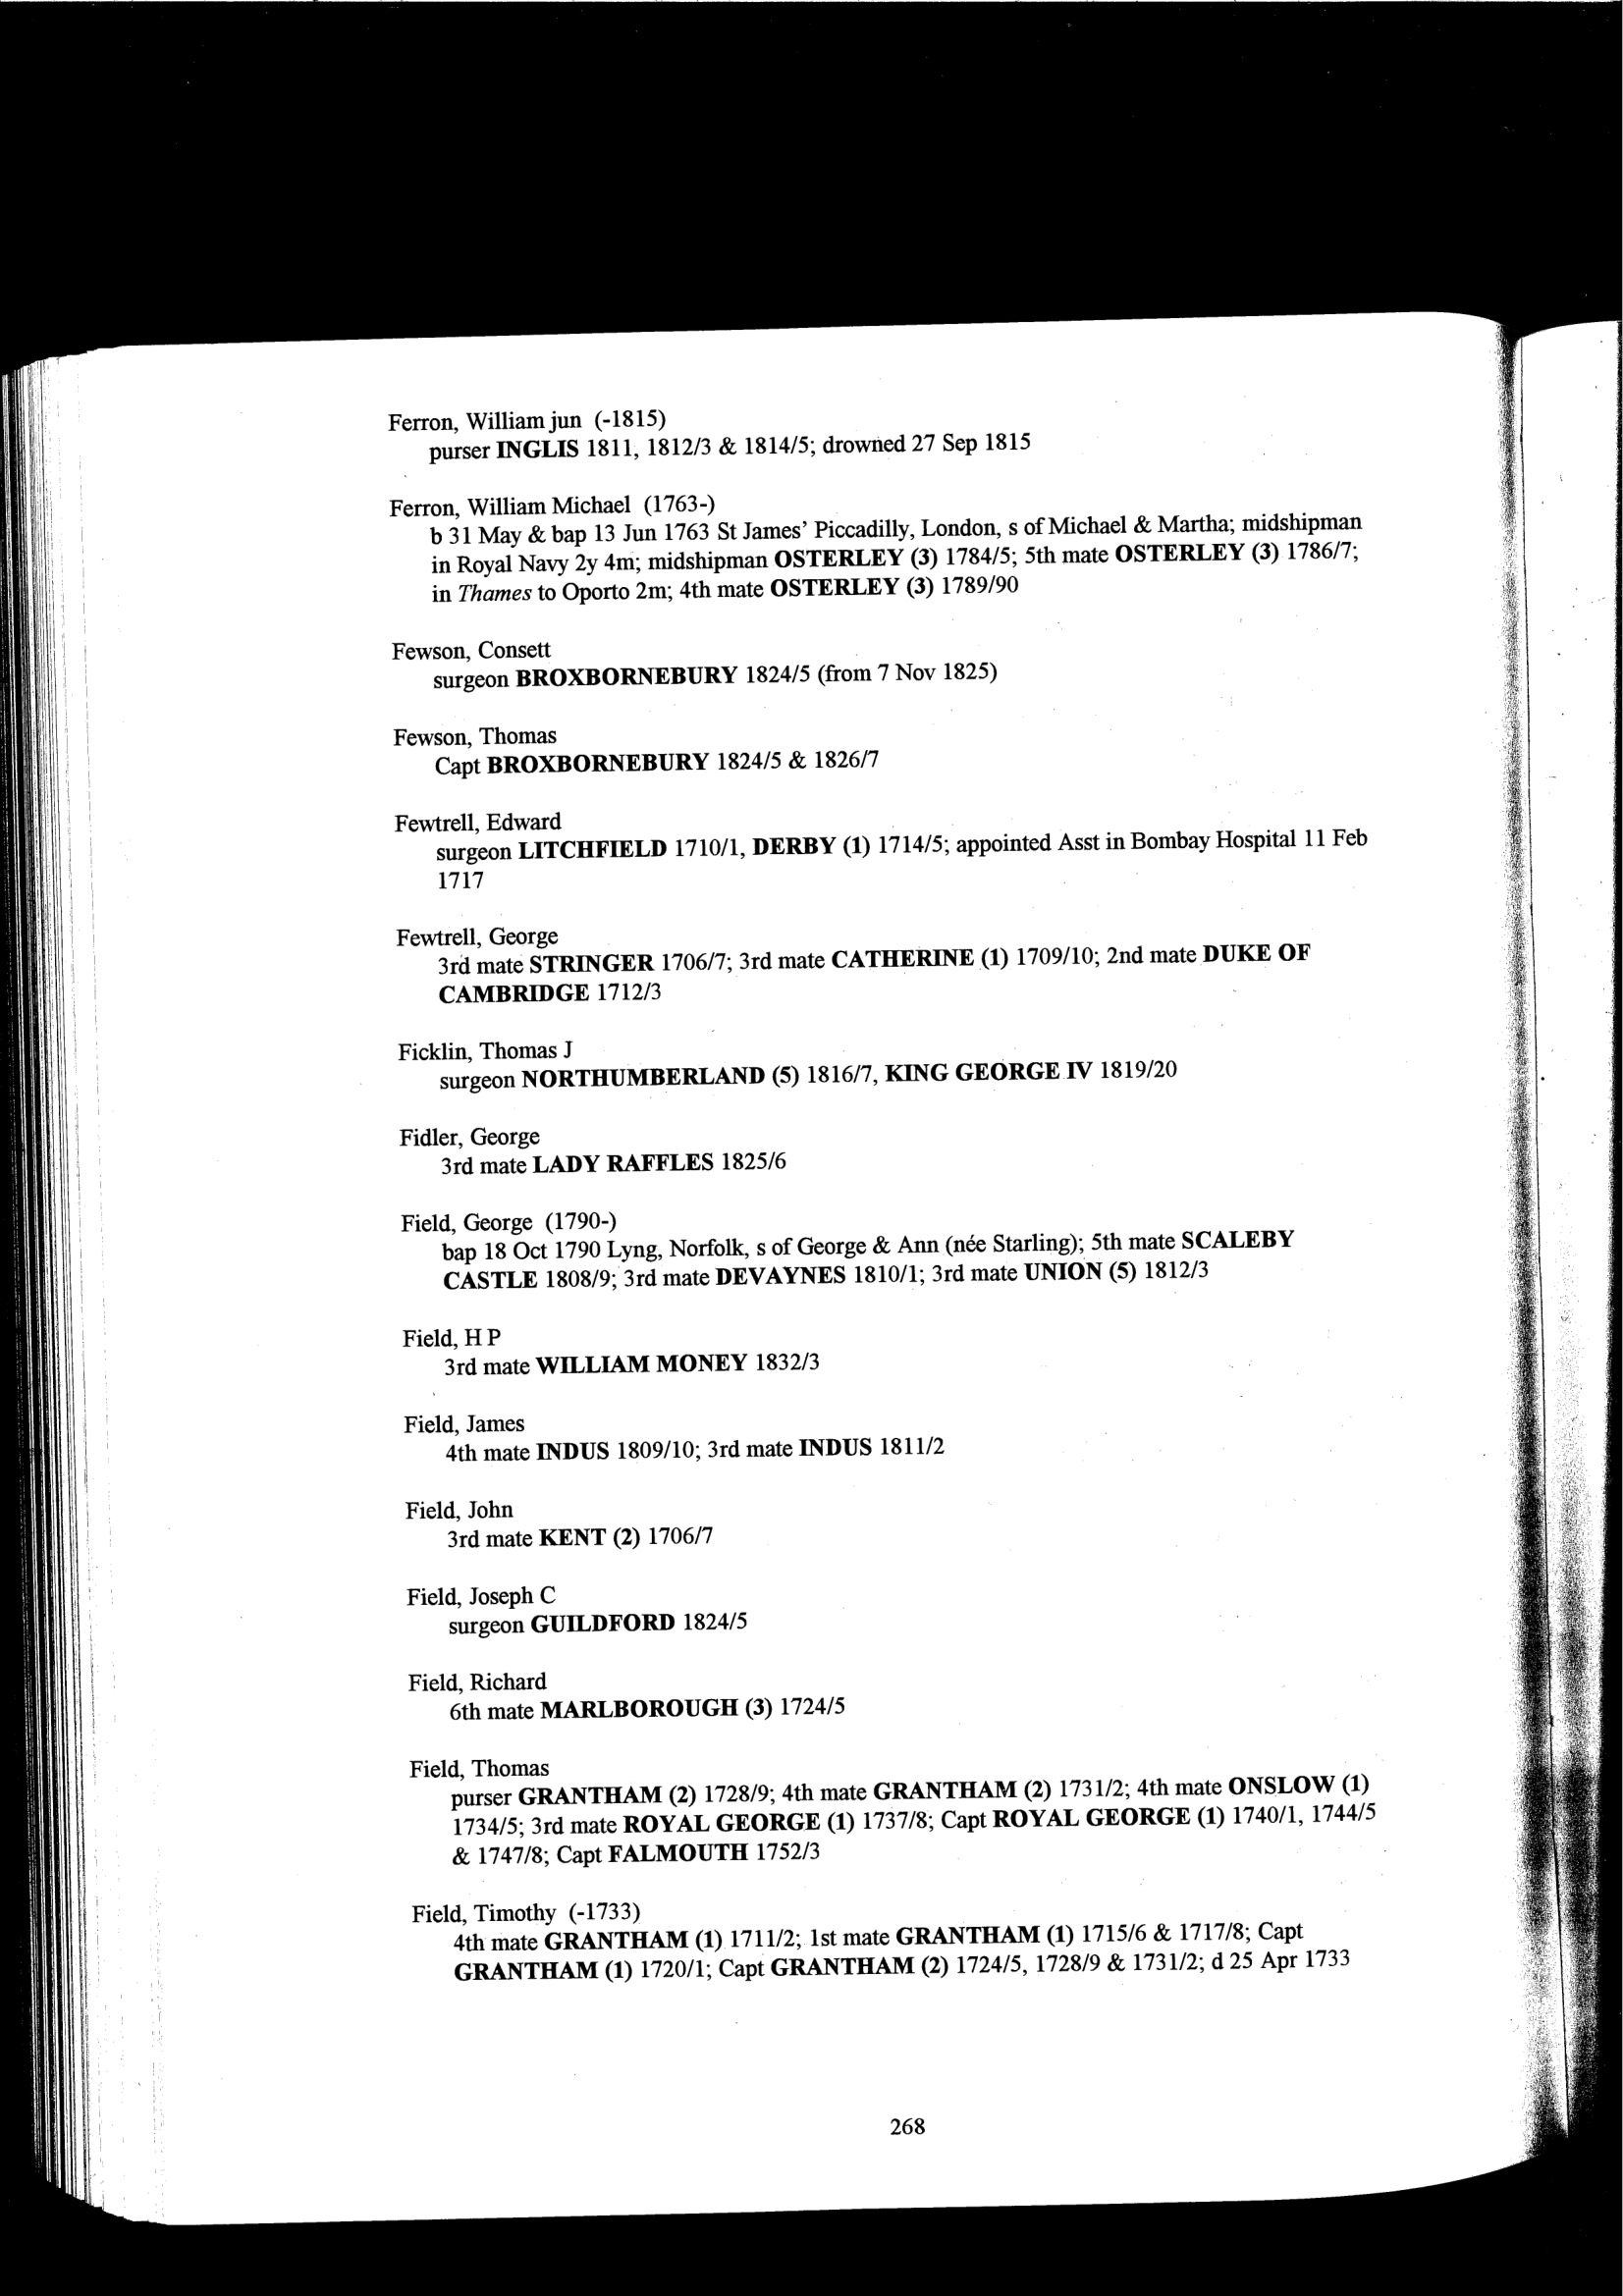 Ferron, William jun (-1815)
purser INGLIS 1811, 1812/3 & 1814/5; drowned 27 Sep 1815
Ferron, William Michael (1763-)
b 31 May & bap 13 Jun 1763 St James' Piccadilly, London, s of Michael & Martha; midshipman
in Royal Navy 2y 4m; midshipman OSTERLEY (3) 1784/5; 5th mate OSTERLEY (3) 1786/7;
in Thames to Oporto 2m; 4th mate OSTERLEY (3) 1789/90
Fewson, Consett
surgeon BROXBORNEBURY 1824/5 (from 7 Nov 1825)
Fewson, Thomas
Capt BROXBORNEBURY 1824/5 & 1826/7
Fewtrell, Edward
surgeon LITCHFIELD 1710/1, DERBY (1) 1714/5; appointed Asst in Bombay Hospital 11 Feb
1717
Fewtrell, George
3rd mate STRINGER 1706/7; 3rd mate CATHERINE (1) 1709/10; 2nd mate DUKE OF
CAMBRIDGE 1712/3
Ficklin, Thomas J
surgeon NORTHUMBERLAND (5) 1816/7, KING GEORGE IV 1819/20
Fidler, George
3rd mate LADY RAFFLES 1825/6
Field, George (1790-)
bap 18 Oct 1790 Lyng, Norfolk, s of George & Ann (née Starling); 5th mate SCALEBY
CASTLE 1808/9; 3rd mate DEVAYNES 1810/1; 3rd mate UNION (5) 1812/3
Field, H P
3rd mate WILLIAM MONEY 1832/3
Field, James
4th mate INDUS 1809/10; 3rd mate INDUS 1811/2
Field, John
3rd mate KENT (2) 1706/7
Field, Joseph C
surgeon GUILDFORD 1824/5
Field, Richard
6th mate MARLBOROUGH (3) 1724/5
Field, Thomas
purser GRANTHAM (2) 1728/9; 4th mate GRANTHAM (2) 1731/2; 4th mate ONSLOW (1)
1734/5; 3rd mate ROYAL GEORGE (1) 1737/8; Capt ROYAL GEORGE (1) 1740/1, 1744/5
& 1747/8; Capt FALMOUTH 1752/3
Field, Timothy (-1733)
4th mate GRANTHAM (1) 1711/2; 1st mate GRANTHAM (1) 1715/6 & 1717/8; Capt
GRANTHAM (1) 1720/1; Capt GRANTHAM (2) 1724/5, 1728/9 & 1731/2; d 25 Apr 1733
268